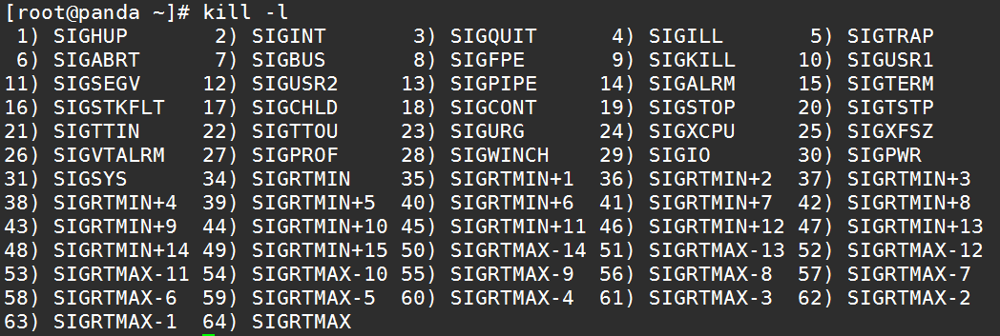 [root@panda ~]# kill -l
 1) SIGHUP       2) SIGINT       3) SIGQUIT      4) SIGILL       5) SIGTRAP
 6) SIGABRT      7) SIGBUS       8) SIGFPE       9) SIGKILL     10) SIGUSR1
11) SIGSEGV     12) SIGUSR2     13) SIGPIPE     14) SIGALRM     15) SIGTERM
16) SIGSTKFLT   17) SIGCHLD     18) SIGCONT     19) SIGSTOP     20) SIGTSTP
21) SIGTTIN     22) SIGTTOU     23) SIGURG      24) SIGXCPU     25) SIGXFSZ
26) SIGVTALRM   27) SIGPROF     28) SIGWINCH    29) SIGIO       30) SIGPWR
31) SIGSYS      34) SIGRTMIN    35) SIGRTMIN+1  36) SIGRTMIN+2  37) SIGRTMIN+3
38) SIGRTMIN+4  39) SIGRTMIN+5  40) SIGRTMIN+6  41) SIGRTMIN+7  42) SIGRTMIN+8
43) SIGRTMIN+9  44) SIGRTMIN+10 45) SIGRTMIN+11 46) SIGRTMIN+12 47) SIGRTMIN+13
48) SIGRTMIN+14 49) SIGRTMIN+15 50) SIGRTMAX-14 51) SIGRTMAX-13 52) SIGRTMAX-12
53) SIGRTMAX-11 54) SIGRTMAX-10 55) SIGRTMAX-9  56) SIGRTMAX-8  57) SIGRTMAX-7
58) SIGRTMAX-6  59) SIGRTMAX-5  60) SIGRTMAX-4  61) SIGRTMAX-3  62) SIGRTMAX-2
63) SIGRTMAX-1  64) SIGRTMAX